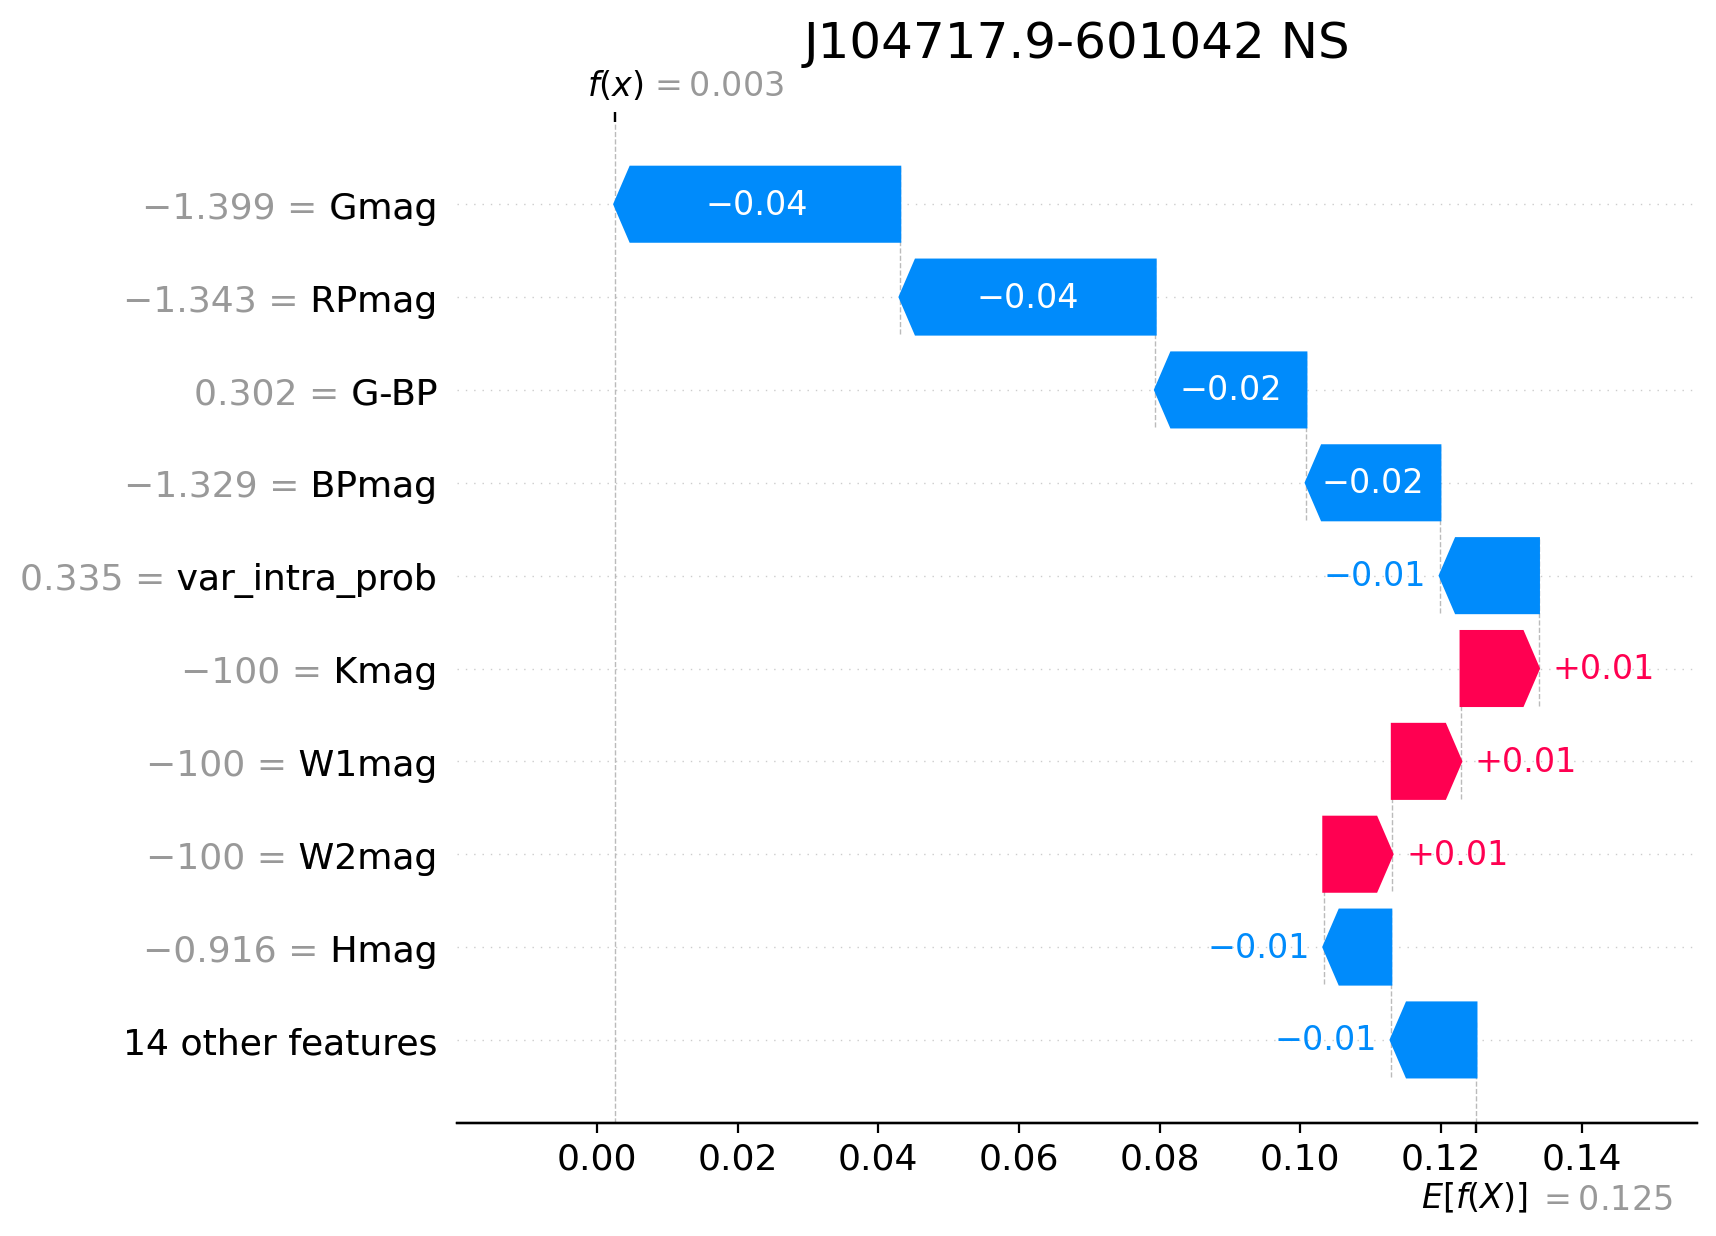 J104717.9-601042 NS
f(x) = 0.003
−1.399 = Gmag −0.04
−1.343 = RPmag −0.04
0.302 = G-BP −0.02
−1.329 = BPmag −0.02
0.335 = var_intra_prob −0.01
−100 = Kmag +0.01
−100 = W1mag +0.01
−100 = W2mag +0.01
−0.916 = Hmag −0.01
14 other features −0.01
0.00 0.02 0.04 0.06 0.08 0.10 0.12 0.14
E[f(X)] = 0.125